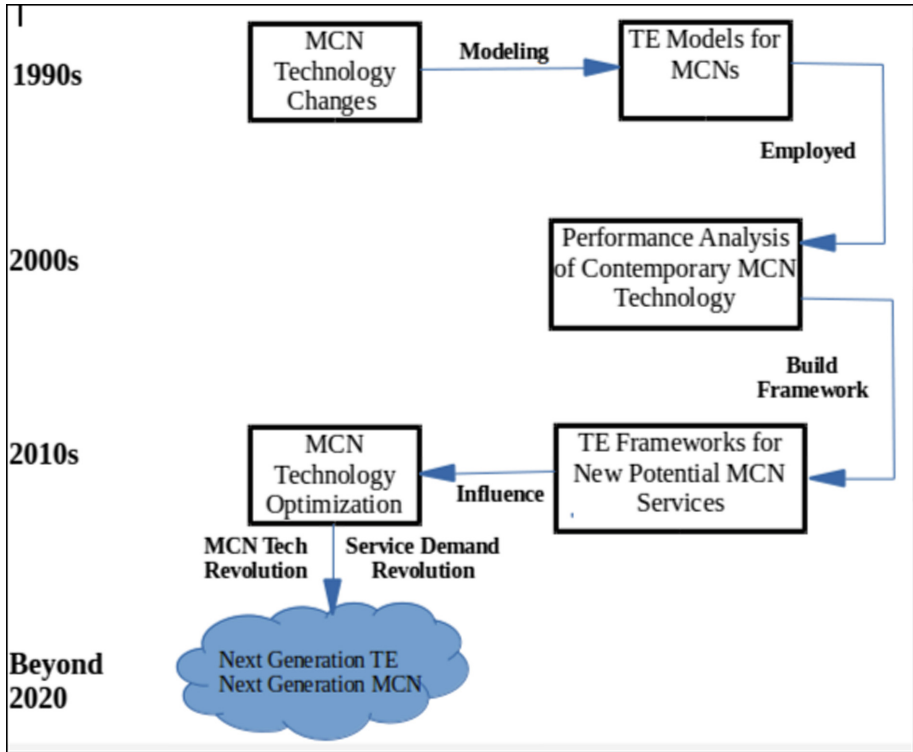 1990s
MCN
Technology
Changes
Modeling
TE Models for
MCNs
Employed
2000s
Performance Analysis
of Contemporary MCN
Technology
Build
Framework
2010s
MCN
Technology
Optimization
Influence
TE Frameworks for
New Potential MCN
Services
MCN Tech
Revolution
Service Demand
Revolution
Beyond
2020
Next Generation TE
Next Generation MCN